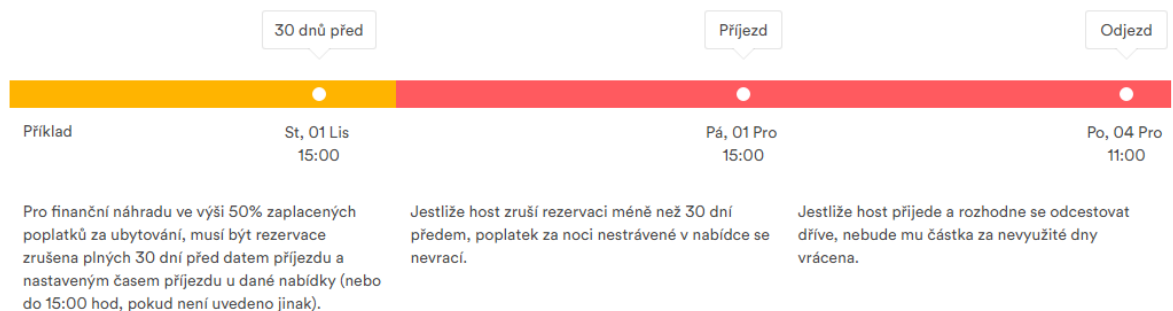 30 dnů před
Příjezd
Odjezd
Příklad
St, 01 Lis
15:00
Pá, 01 Pro
15:00
Po, 04 Pro
11:00
Pro finanční náhradu ve výši 50% zaplacených
poplatků za ubytování, musí být rezervace
zrušena plných 30 dní před datem příjezdu a
nastaveným časem příjezdu u dané nabídky (nebo
do 15:00 hod, pokud není uvedeno jinak).
Jestliže host zruší rezervaci méně než 30 dní
předem, poplatek za noci nestrávené v nabídce se
nevrací.
Jestliže host přijede a rozhodne se odcestovat
dříve, nebude mu částka za nevyužité dny
vrácena.